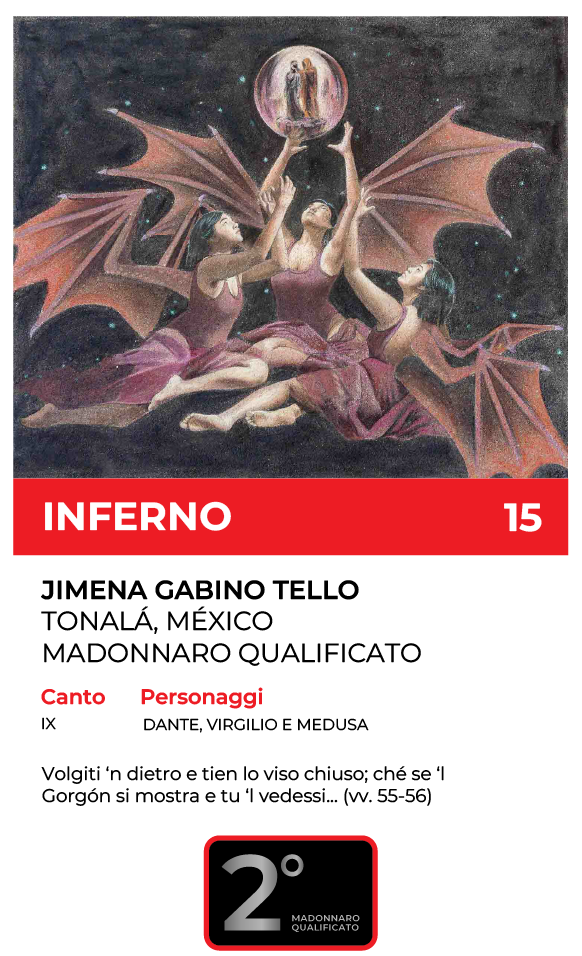 INFERNO 15
JIMENA GABINO TELLO
TONALÁ, MÉXICO
MADONNARO QUALIFICATO
Canto Personaggi
IX DANTE, VIRGILIO E MEDUSA
Volgiti ‘n dietro e tien lo viso chiuso; ché se ‘l
Gorgón si mostra e tu ‘l vedessi... (vv. 55-56)
2°
MADONNARO
QUALIFICATO